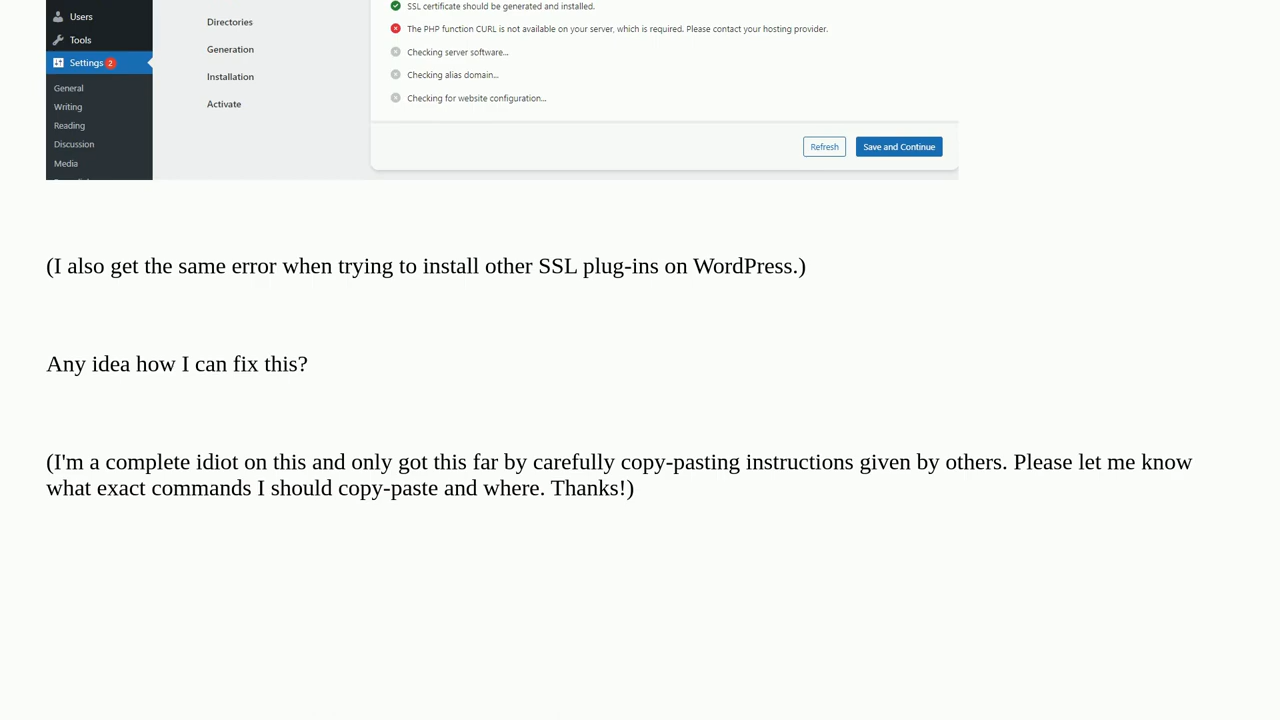 SSL certificate should be generated and installed.
Users
Directories
The PHP function CURL is not available on your server, which is required. Please contact your hosting provider.
Tools
Generation
Checking server software...
Settings 2
Installation
Checking alias domain...
General
Activate
Checking for website configuration...
Writing
Reading
Discussion
Refresh
Save and Continue
Media
(I also get the same error when trying to install other SSL plug-ins on WordPress.)
Any idea how I can fix this?
(I'm a complete idiot on this and only got this far by carefully copy-pasting instructions given by others. Please let me know
what exact commands I should copy-paste and where. Thanks!)